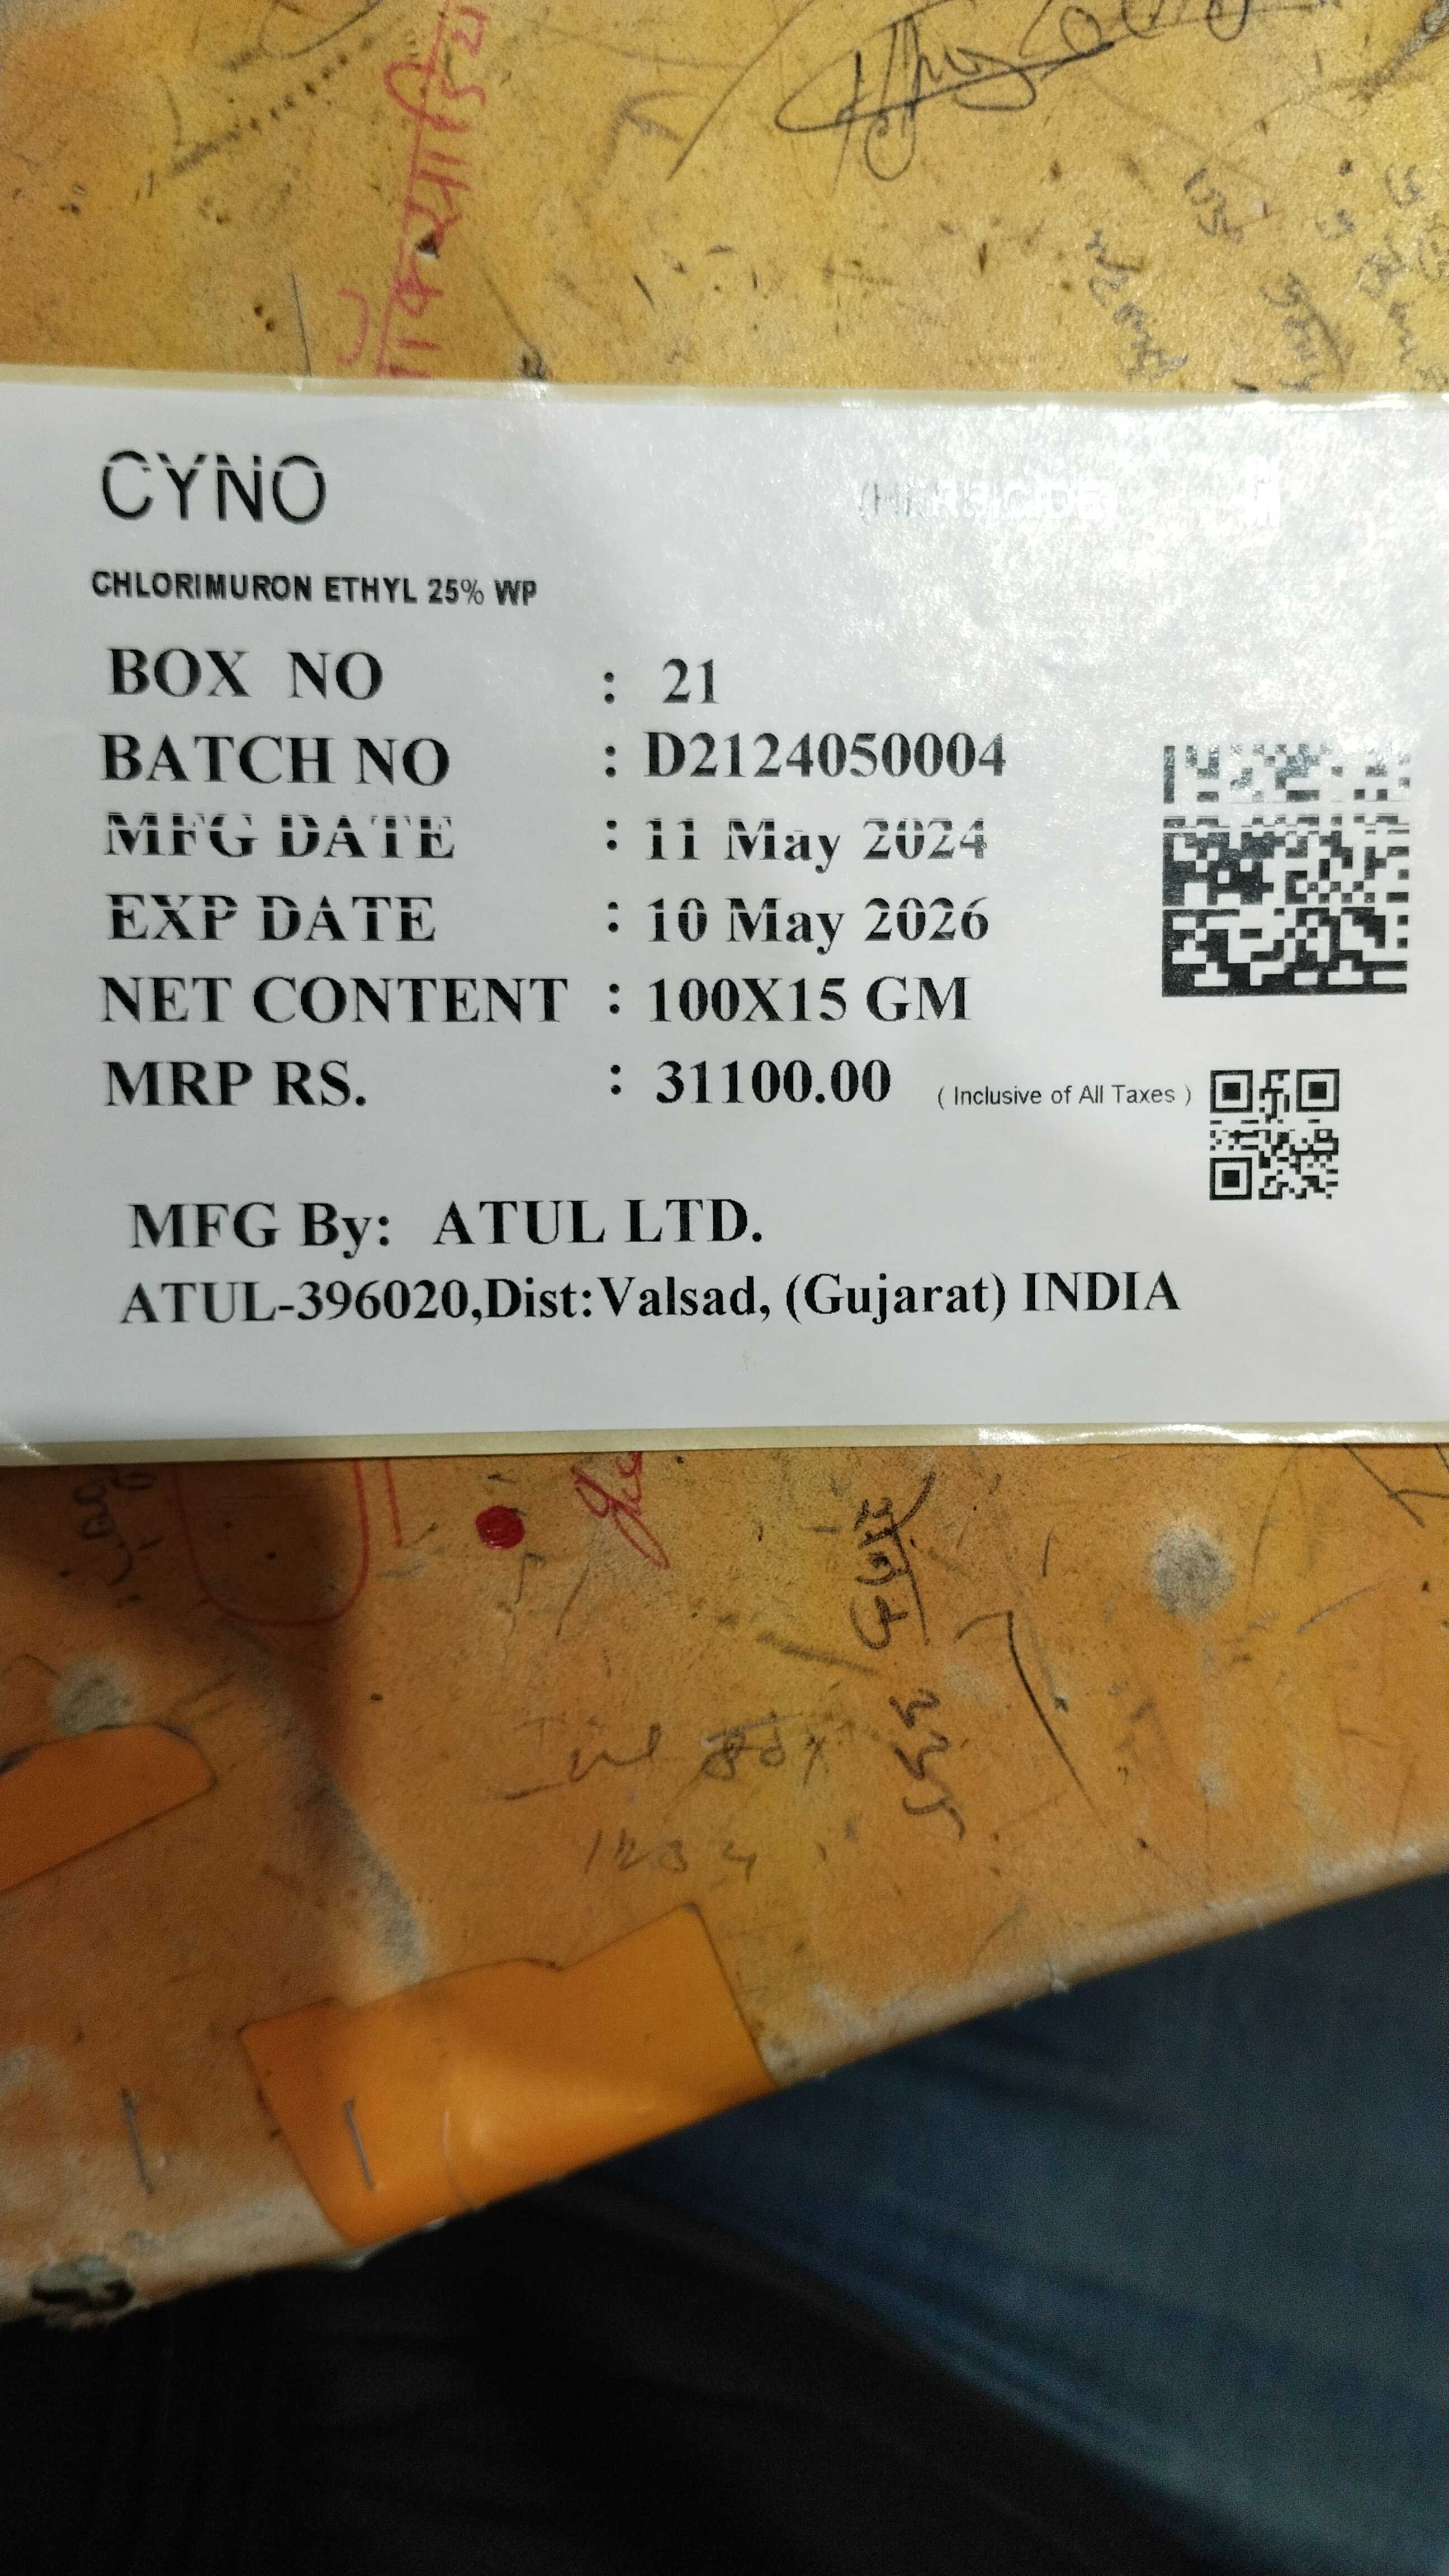 CYNO
(HERBICIDE)
CHLORIMURON ETHYL 25% WP
BOX NO : 21
BATCH NO : D2124050004
MFG DATE : 11 May 2024
EXP DATE : 10 May 2026
NET CONTENT : 100X15 GM
MRP RS. : 31100.00 ( Inclusive of All Taxes )
MFG By: ATUL LTD.
ATUL-396020,Dist:Valsad, (Gujarat) INDIA
1234